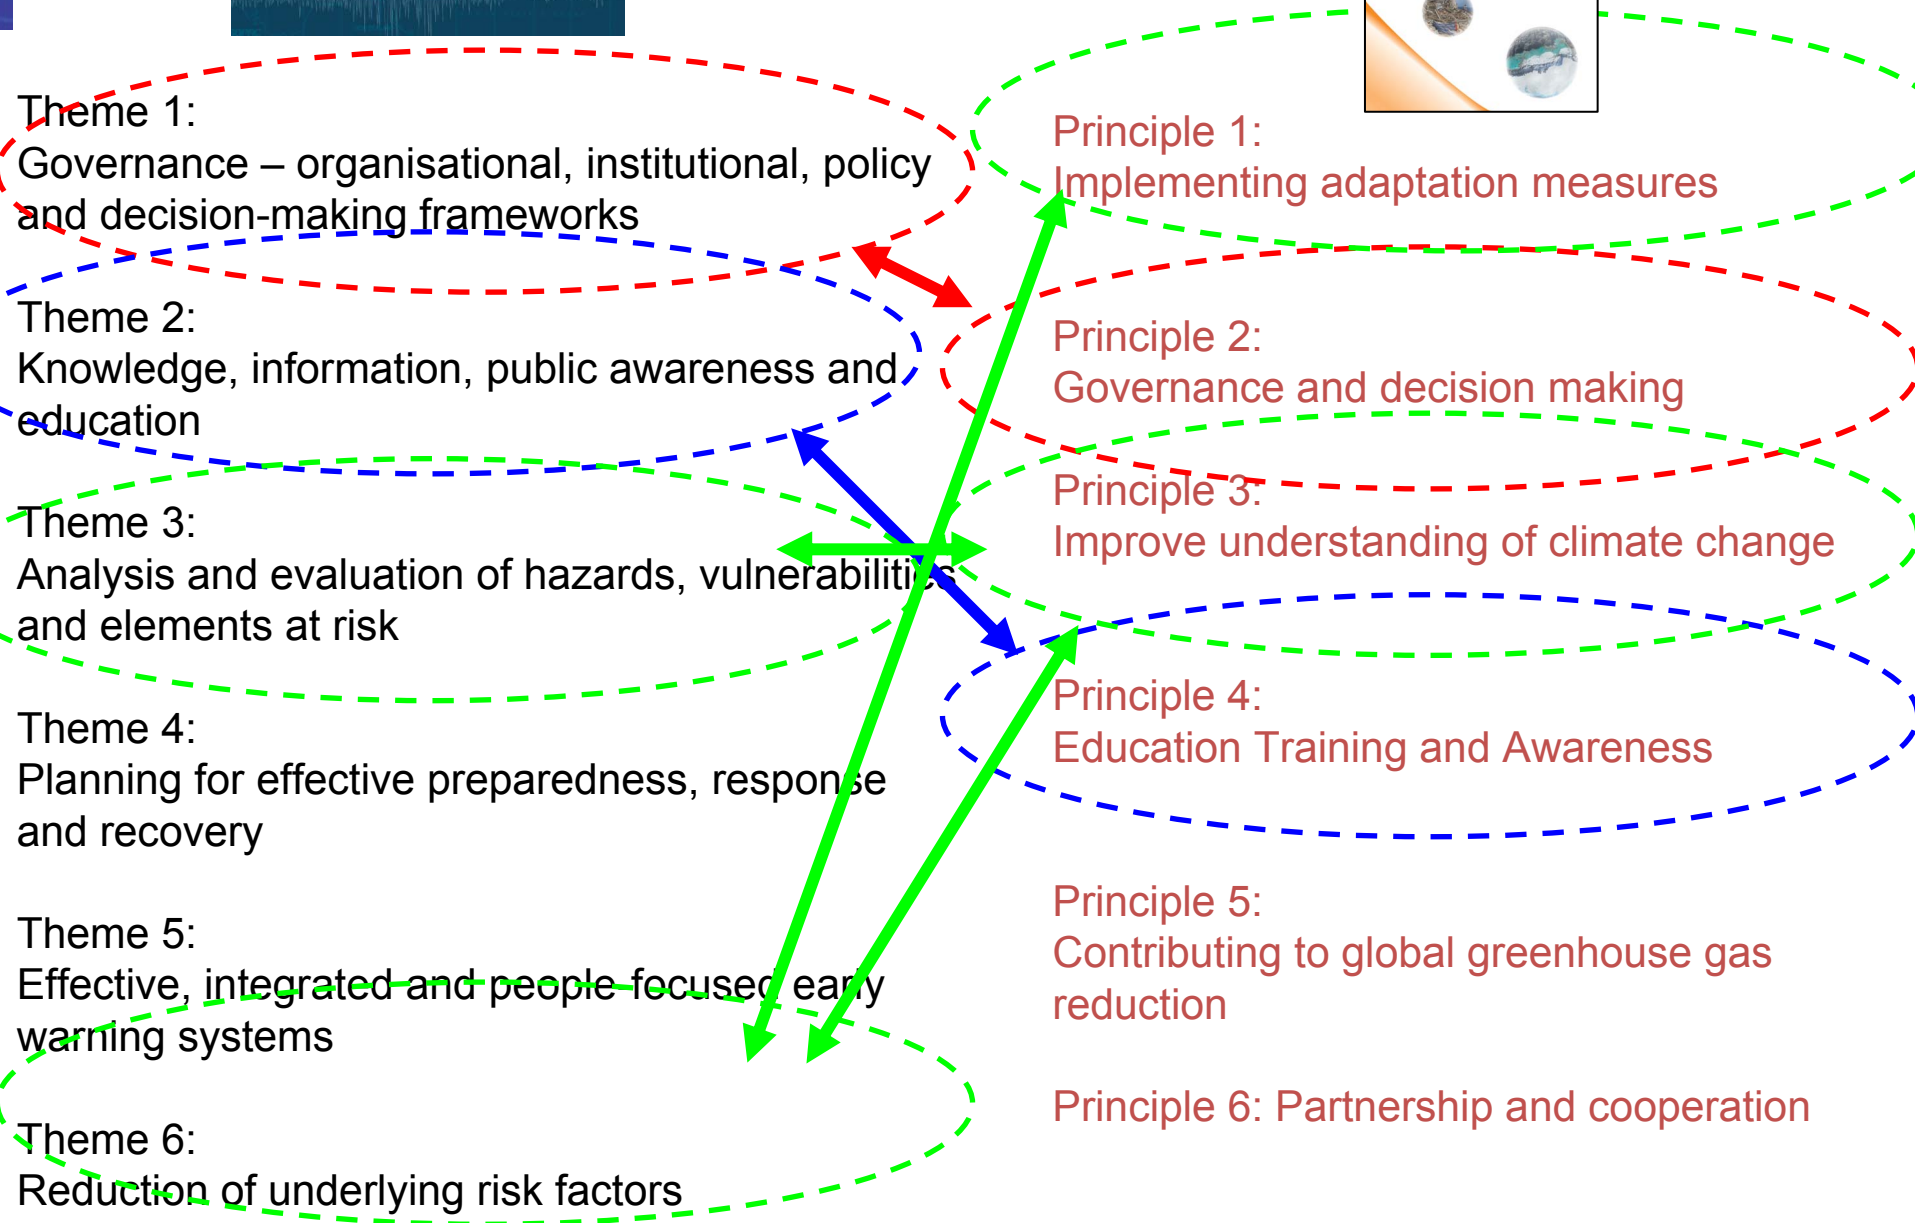 Theme 1:
Governance – organisational, institutional, policy
and decision-making frameworks
Theme 2:
Knowledge, information, public awareness and
education
Theme 3:
Analysis and evaluation of hazards, vulnerabilities
and elements at risk
Theme 4:
Planning for effective preparedness, response
and recovery
Theme 5:
Effective, integrated and people-focused early
warning systems
Theme 6:
Reduction of underlying risk factors
Principle 1:
Implementing adaptation measures
Principle 2:
Governance and decision making
Principle 3:
Improve understanding of climate change
Principle 4:
Education Training and Awareness
Principle 5:
Contributing to global greenhouse gas
reduction
Principle 6: Partnership and cooperation